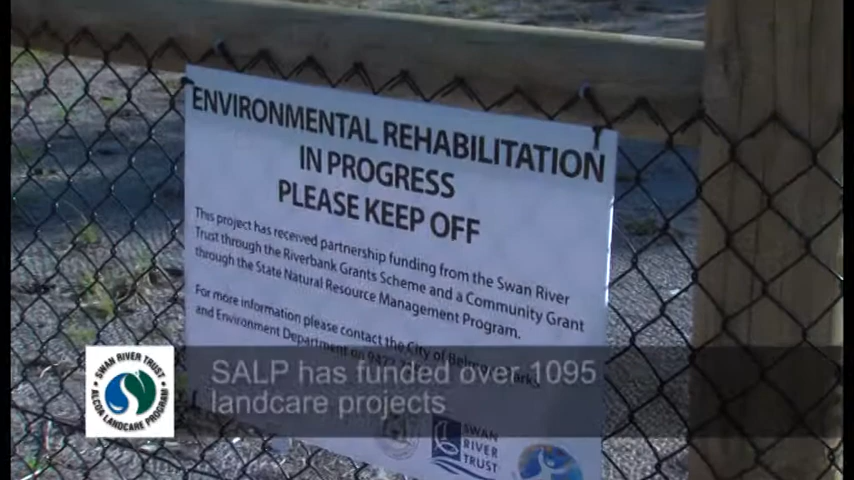 ENVIRONMENTAL REHABILITATION
IN PROGRESS
PLEASE KEEP OFF
This project has received partnership funding from the Swan River
Trust through the Riverbank Grants Scheme and a Community Grant
through the State Natural Resource Management Program.
For more information please contact the City of Belmont Parks
and Environment Department on 9477
SALP has funded over 1095
landcare projects
SWAN RIVER TRUST
ALCOA LANDCARE PROGRAM
SWAN
RIVER
TRUST